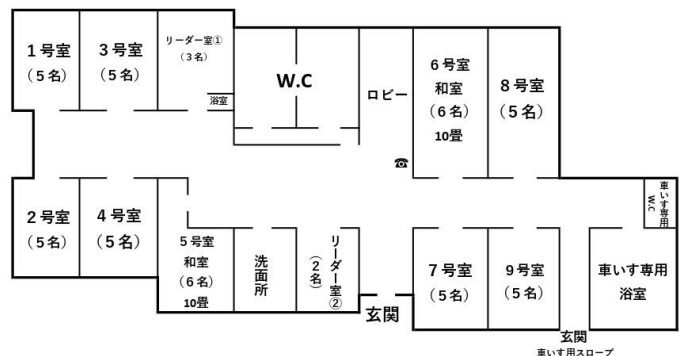 1号室
（5名）
3号室
（5名）
リーダー室①
（3名）
浴室
W.C
ロビー
☎
6号室
和室
（6名）
10畳
8号室
（5名）
車いす専用
W.C
2号室
（5名）
4号室
（5名）
5号室
和室
（6名）
10畳
洗面所
リーダー室②
（2名）
玄関
7号室
（5名）
9号室
（5名）
車いす専用
浴室
玄関
車いす用スロープ